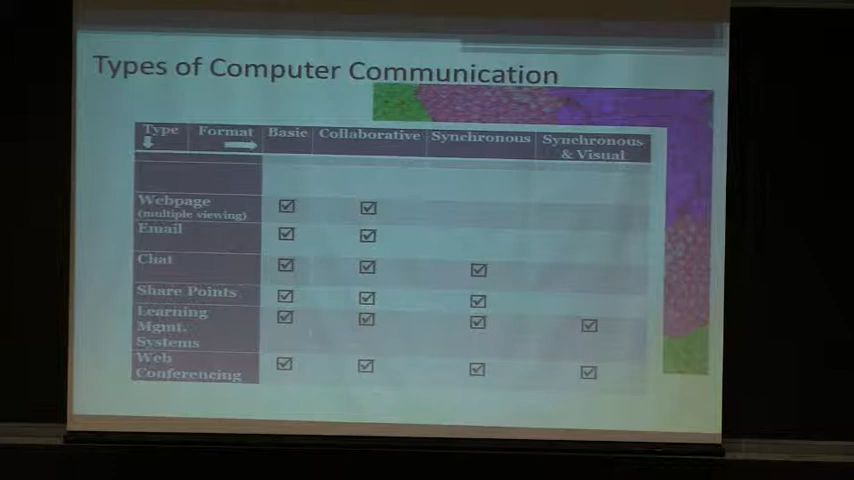 Types of Computer Communication
Type Format Basic Collaborative Synchronous Synchronous
& Visual
Webpage ☑ ☑
(multiple viewing)
Email ☑ ☑
Chat ☑ ☑ ☑
Share Points ☑ ☑ ☑
Learning ☑ ☑ ☑ ☑
Mgmt.
Systems
Web ☑ ☑ ☑ ☑
Conferencing